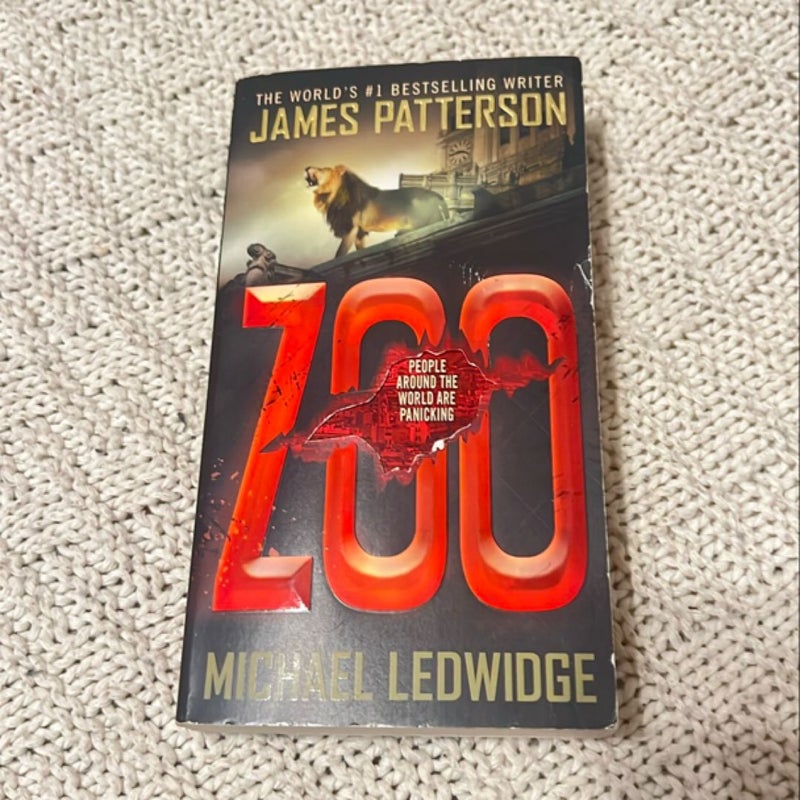 THE WORLD'S #1 BESTSELLING WRITER
JAMES PATTERSON
ZOO
PEOPLE
AROUND THE
WORLD ARE
PANICKING
MICHAEL LEDWIDGE